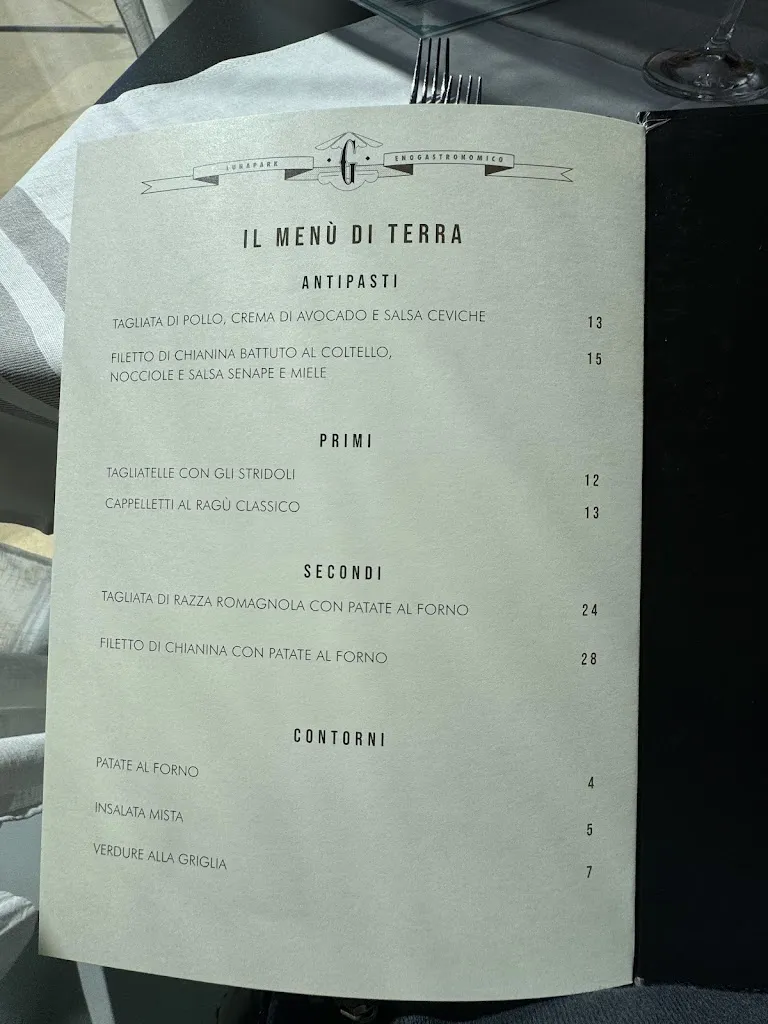 LUNAPARK G ENOGASTRONOMICO
IL MENÙ DI TERRA
ANTIPASTI
TAGLIATA DI POLLO, CREMA DI AVOCADO E SALSA CEVICHE 13
FILETTO DI CHIANINA BATTUTO AL COLTELLO, 15
NOCCIOLE E SALSA SENAPE E MIELE
PRIMI
TAGLIATELLE CON GLI STRIDOLI 12
CAPPELLETTI AL RAGÙ CLASSICO 13
SECONDI
TAGLIATA DI RAZZA ROMAGNOLA CON PATATE AL FORNO 24
FILETTO DI CHIANINA CON PATATE AL FORNO 28
CONTORNI
PATATE AL FORNO 4
INSALATA MISTA 5
VERDURE ALLA GRIGLIA 7